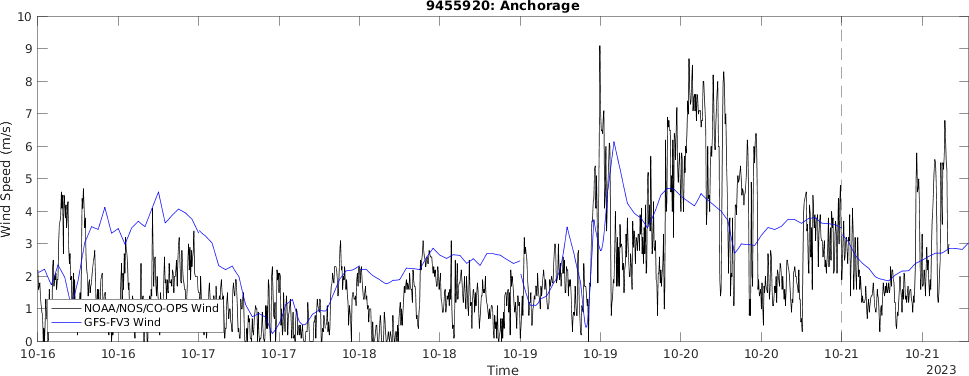 9455920: Anchorage
Wind Speed (m/s)
10
9
8
7
6
5
4
3
2
1
0
NOAA/NOS/CO-OPS Wind
GFS-FV3 Wind
10-16 10-16 10-17 10-17 10-18 10-18 10-19 10-19 10-20 10-20 10-21 10-21
Time
2023